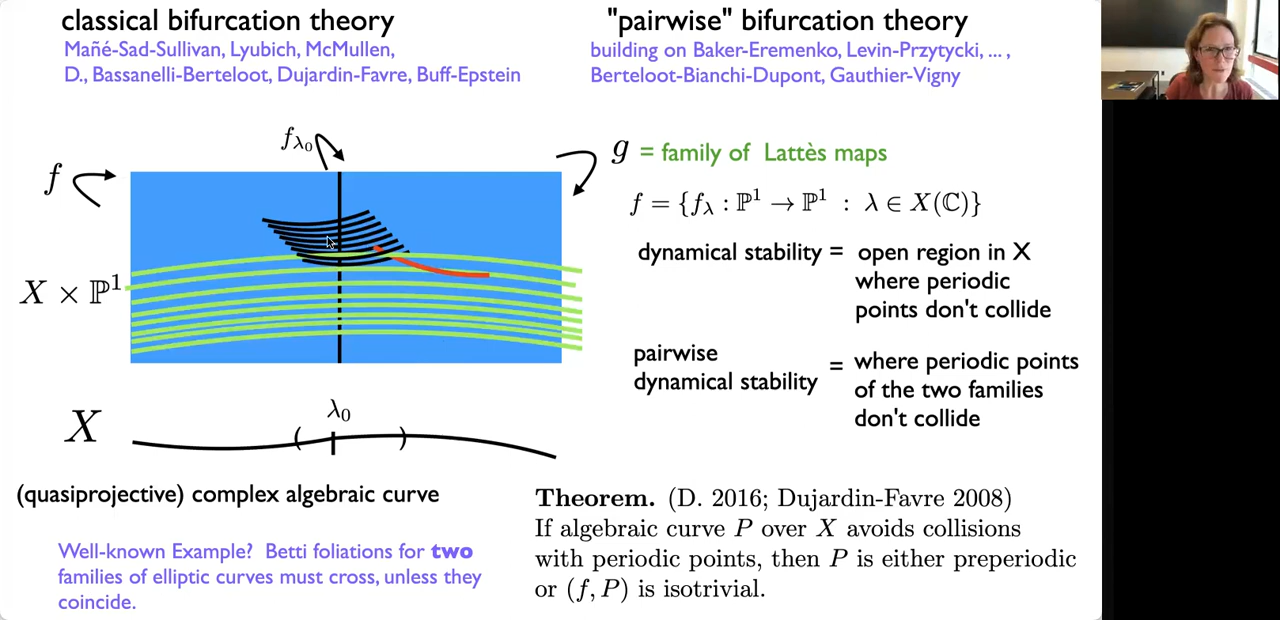 classical bifurcation theory
Mañé-Sad-Sullivan, Lyubich, McMullen,
D., Bassanelli-Berteloot, Dujardin-Favre, Buff-Epstein
"pairwise" bifurcation theory
building on Baker-Eremenko, Levin-Przytycki, ... ,
Berteloot-Bianchi-Dupont, Gauthier-Vigny
f_{λ_0}
f
X × ℙ¹
g = family of Lattès maps
f = {f_λ : ℙ¹ → ℙ¹ : λ ∈ X(ℂ)}
dynamical stability = open region in X
where periodic
points don't collide
pairwise
dynamical stability
= where periodic points
of the two families
don't collide
λ_0
X
(quasiprojective) complex algebraic curve
Well-known Example? Betti foliations for two
families of elliptic curves must cross, unless they
coincide.
Theorem. (D. 2016; Dujardin-Favre 2008)
If algebraic curve P over X avoids collisions
with periodic points, then P is either preperiodic
or (f, P) is isotrivial.